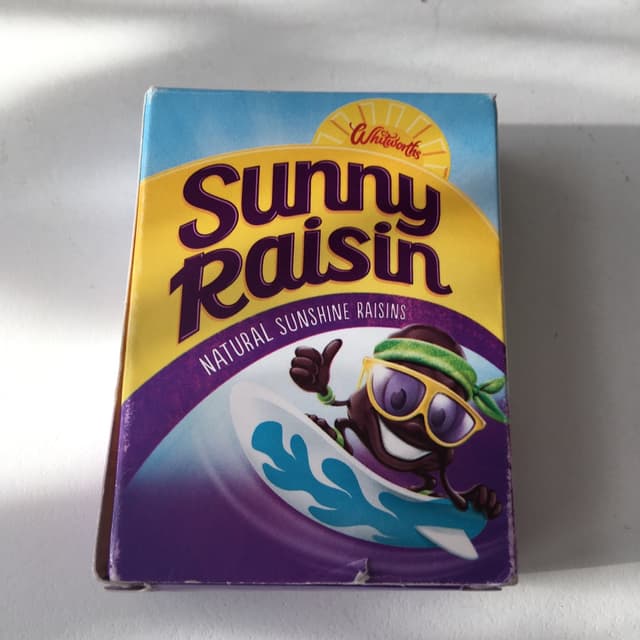 Whitworths
Sunny
Raisin
NATURAL SUNSHINE RAISINS